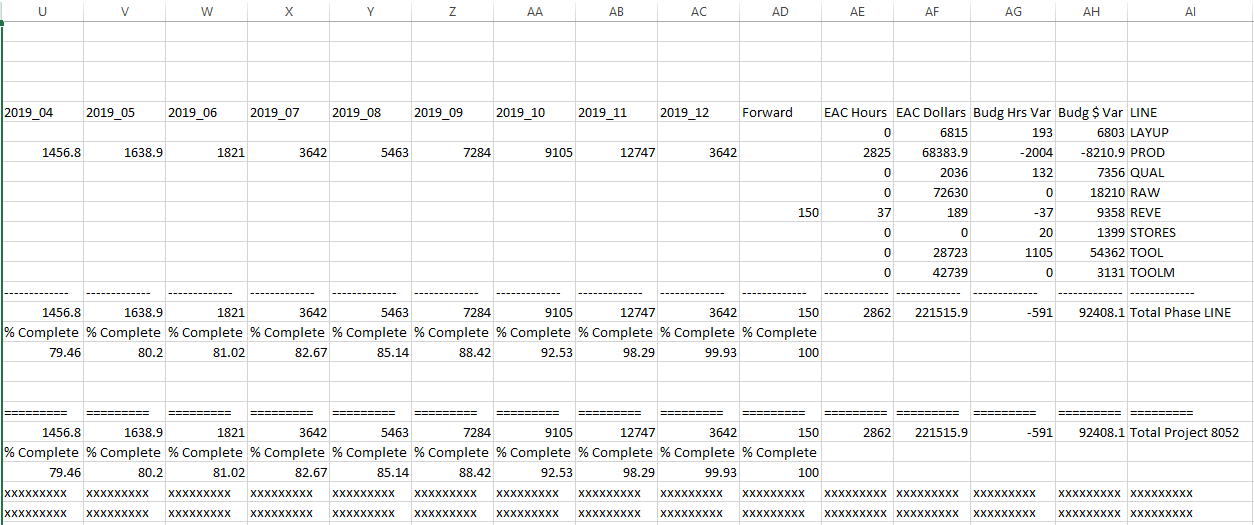 U V W X Y Z AA AB AC AD AE AF AG AH AI
2019_04 2019_05 2019_06 2019_07 2019_08 2019_09 2019_10 2019_11 2019_12 Forward EAC Hours EAC Dollars Budg Hrs Var Budg $ Var LINE
0 6815 193 6803 LAYUP
1456.8 1638.9 1821 3642 5463 7284 9105 12747 3642 2825 68383.9 -2004 -8210.9 PROD
0 2036 132 7356 QUAL
0 72630 0 18210 RAW
150 37 189 -37 9358 REVE
0 0 20 1399 STORES
0 28723 1105 54362 TOOL
0 42739 0 3131 TOOLM
------------- ------------- ------------- ------------- ------------- ------------- ------------- ------------- ------------- ------------- ------------- ------------- ------------- ------------- -------------
1456.8 1638.9 1821 3642 5463 7284 9105 12747 3642 150 2862 221515.9 -591 92408.1 Total Phase LINE
% Complete % Complete % Complete % Complete % Complete % Complete % Complete % Complete % Complete % Complete
79.46 80.2 81.02 82.67 85.14 88.42 92.53 98.29 99.93 100
========= ========= ========= ========= ========= ========= ========= ========= ========= ========= ========= ========= ========= ========= =========
1456.8 1638.9 1821 3642 5463 7284 9105 12747 3642 150 2862 221515.9 -591 92408.1 Total Project 8052
% Complete % Complete % Complete % Complete % Complete % Complete % Complete % Complete % Complete % Complete
79.46 80.2 81.02 82.67 85.14 88.42 92.53 98.29 99.93 100
xxxxxxxxx xxxxxxxxx xxxxxxxxx xxxxxxxxx xxxxxxxxx xxxxxxxxx xxxxxxxxx xxxxxxxxx xxxxxxxxx xxxxxxxxx xxxxxxxxx xxxxxxxxx xxxxxxxxx xxxxxxxxx xxxxxxxxx
xxxxxxxxx xxxxxxxxx xxxxxxxxx xxxxxxxxx xxxxxxxxx xxxxxxxxx xxxxxxxxx xxxxxxxxx xxxxxxxxx xxxxxxxxx xxxxxxxxx xxxxxxxxx xxxxxxxxx xxxxxxxxx xxxxxxxxx